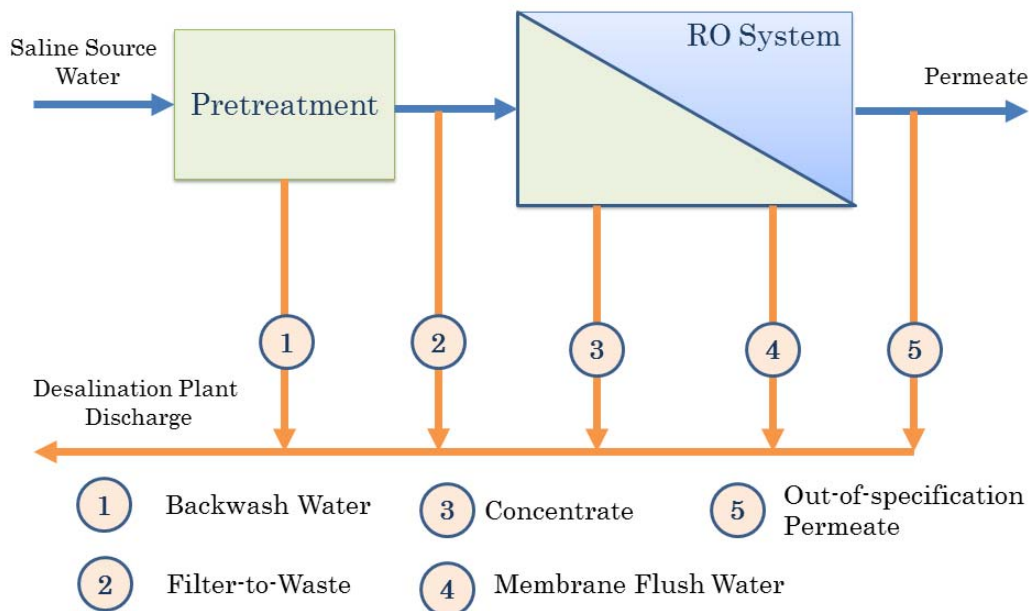 Saline Source
Water
Pretreatment
RO System
Permeate
1
2
3
4
5
Desalination Plant
Discharge
1 Backwash Water
3 Concentrate
5 Out-of-specification
Permeate
2 Filter-to-Waste
4 Membrane Flush Water